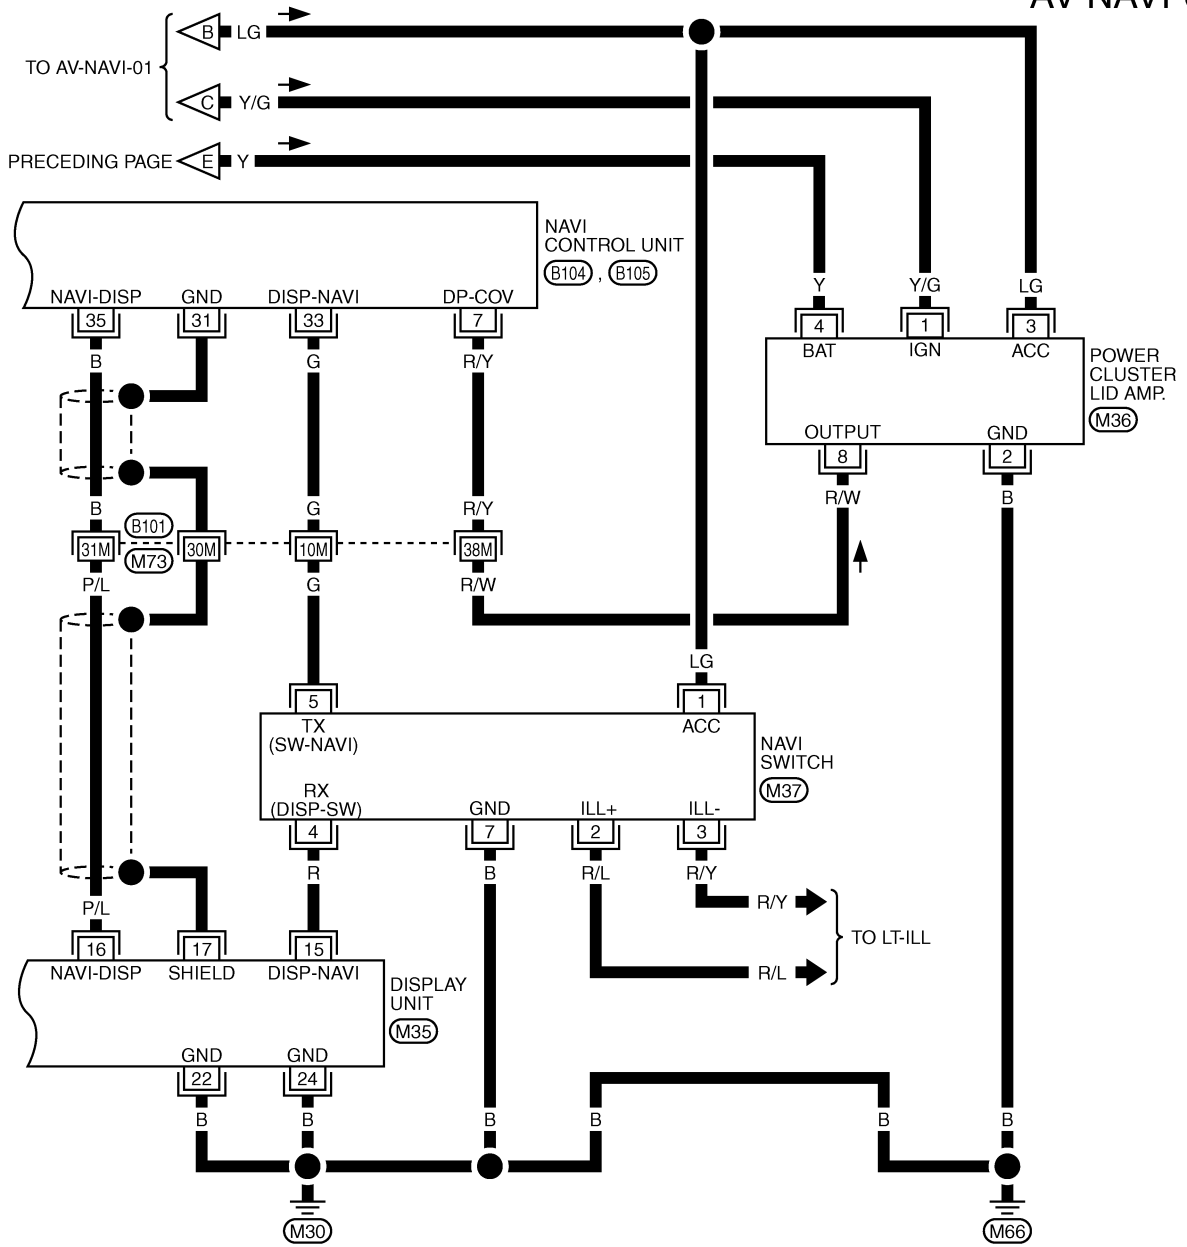 B LG
TO AV-NAVI-01
C Y/G
PRECEDING PAGE E Y
NAVI
CONTROL UNIT
B104 , B105
NAVI-DISP GND DISP-NAVI DP-COV
35 31 33 7
B G R/Y
Y Y/G LG
4 1 3
BAT IGN ACC
POWER
CLUSTER
LID AMP.
M36
OUTPUT GND
8 2
R/W B
B G R/Y
B101
31M 30M 10M 38M
M73
P/L G R/W
LG
5 1
TX ACC
(SW-NAVI)
NAVI
SWITCH
M37
RX
(DISP-SW) GND ILL+ ILL-
4 7 2 3
R B R/L R/Y
R/Y
TO LT-ILL
R/L
P/L
16 17 15
NAVI-DISP SHIELD DISP-NAVI
DISPLAY
UNIT
M35
GND GND
22 24
B B B B B B
M30 M66